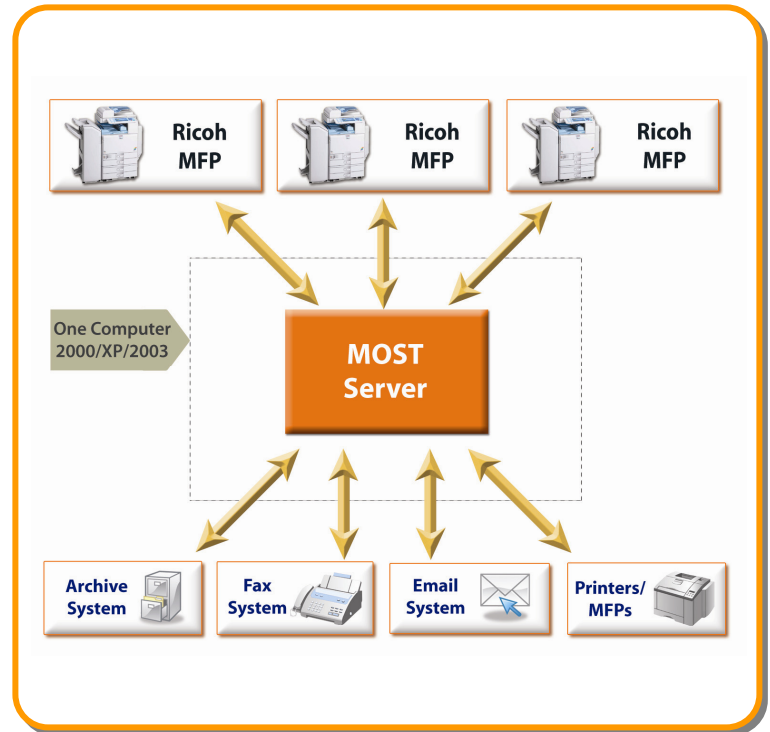 Ricoh
MFP
Ricoh
MFP
Ricoh
MFP
One Computer
2000/XP/2003
MOST
Server
Archive
System
Fax
System
Email
System
Printers/
MFPs